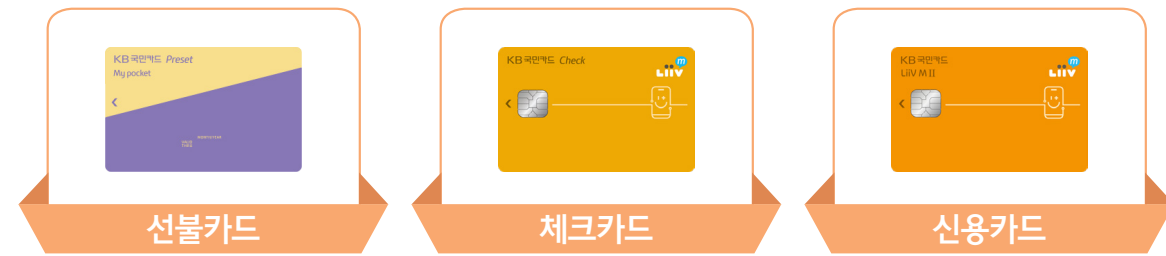 KB국민카드 Preset
My pocket
선불카드
KB국민카드 Check
LiiV m
체크카드
KB국민카드
LiiV M II
LiiV m
신용카드